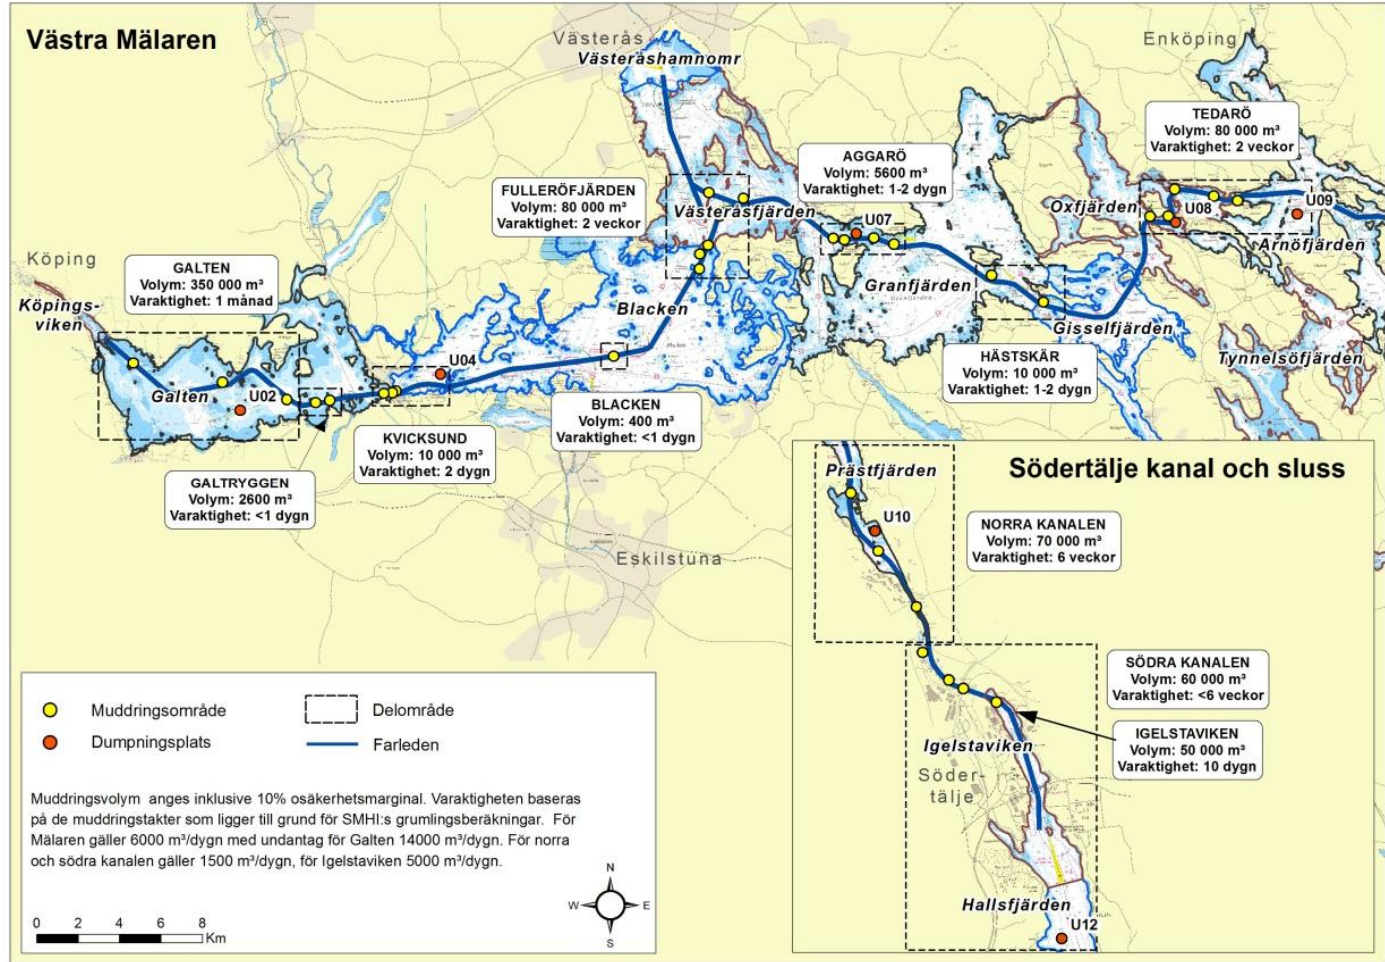 Västra Mälaren
Västerås
Västeråshamnomr
Enköping
TEDARÖ
Volym: 80 000 m³
Varaktighet: 2 veckor
AGGARÖ
Volym: 5600 m³
Varaktighet: 1-2 dygn
FULLERÖFJÄRDEN
Volym: 80 000 m³
Varaktighet: 2 veckor
Västeråsfjärden
U07
Oxfjärden
U08
U09
Arnöfjärden
Köping
GALTEN
Volym: 350 000 m³
Varaktighet: 1 månad
Köpings-
viken
Blacken
Granfjärden
Gisselfjärden
Tynnelsöfjärden
U04
Galten
U02
HÄSTSKÄR
Volym: 10 000 m³
Varaktighet: 1-2 dygn
BLACKEN
Volym: 400 m³
Varaktighet: <1 dygn
KVICKSUND
Volym: 10 000 m³
Varaktighet: 2 dygn
GALTRYGGEN
Volym: 2600 m³
Varaktighet: <1 dygn
Eskilstuna
Södertälje kanal och sluss
Prästfjärden
U10
NORRA KANALEN
Volym: 70 000 m³
Varaktighet: 6 veckor
SÖDRA KANALEN
Volym: 60 000 m³
Varaktighet: <6 veckor
IGELSTAVIKEN
Volym: 50 000 m³
Varaktighet: 10 dygn
Igelstaviken
Söder-
tälje
Hallsfjärden
U12
Muddringsområde
Delområde
Dumpningsplats
Farleden
Muddringsvolym anges inklusive 10% osäkerhetsmarginal. Varaktigheten baseras
på de muddringstakter som ligger till grund för SMHI:s grumlingsberäkningar. För
Mälaren gäller 6000 m³/dygn med undantag för Galten 14000 m³/dygn. För norra
och södra kanalen gäller 1500 m³/dygn, för Igelstaviken 5000 m³/dygn.
N
W E
S
0 2 4 6 8
Km